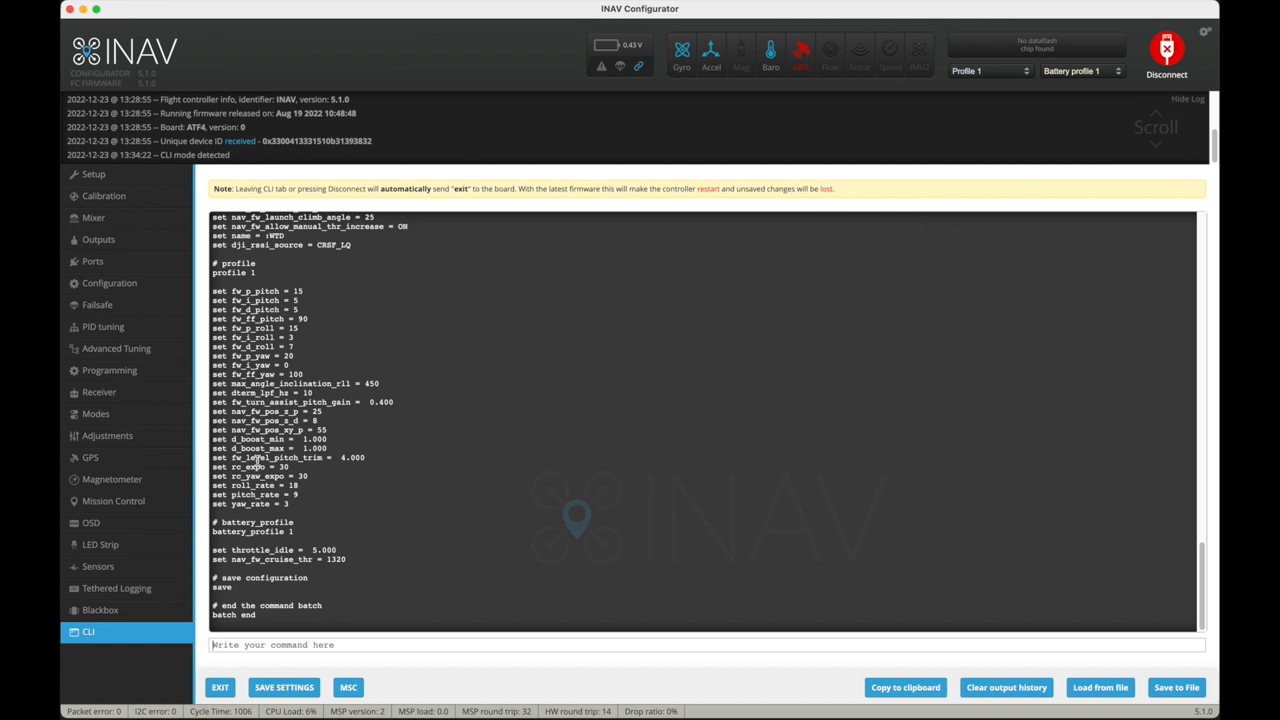 INAV Configurator
INAV
CONFIGURATOR 5.1.0
FC FIRMWARE 5.1.0
0.43 V
Gyro
Accel
Mag
Baro
GPS
Flow
Sonar
Speed
IMU2
No dataflash
chip found
Profile 1
Battery profile 1
Disconnect
2022-12-23 @ 13:28:55 -- Flight controller info, identifier: INAV, version: 5.1.0
2022-12-23 @ 13:28:55 -- Running firmware released on: Aug 19 2022 10:48:48
2022-12-23 @ 13:28:55 -- Board: ATF4, version: 0
2022-12-23 @ 13:28:55 -- Unique device ID received - 0x3300413331510b31393832
2022-12-23 @ 13:34:22 -- CLI mode detected
Hide Log
Scroll
Setup
Calibration
Mixer
Outputs
Ports
Configuration
Failsafe
PID tuning
Advanced Tuning
Programming
Receiver
Modes
Adjustments
GPS
Magnetometer
Mission Control
OSD
LED Strip
Sensors
Tethered Logging
Blackbox
CLI
Note: Leaving CLI tab or pressing Disconnect will automatically send "exit" to the board. With the latest firmware this will make the controller restart and unsaved changes will be lost.
set nav_fw_launch_climb_angle = 25
set nav_fw_allow_manual_thr_increase = ON
set name = :WTD
set dji_rssi_source = CRSF_LQ
# profile
profile 1
set fw_p_pitch = 15
set fw_i_pitch = 5
set fw_d_pitch = 5
set fw_ff_pitch = 90
set fw_p_roll = 15
set fw_i_roll = 3
set fw_d_roll = 7
set fw_p_yaw = 20
set fw_i_yaw = 0
set fw_ff_yaw = 100
set max_angle_inclination_rll = 450
set dterm_lpf_hz = 10
set fw_turn_assist_pitch_gain =  0.400
set nav_fw_pos_z_p = 25
set nav_fw_pos_z_d = 8
set nav_fw_pos_xy_p = 55
set d_boost_min =  1.000
set d_boost_max =  1.000
set fw_level_pitch_trim =  4.000
set rc_expo = 30
set rc_yaw_expo = 30
set roll_rate = 18
set pitch_rate = 9
set yaw_rate = 3
# battery_profile
battery_profile 1
set throttle_idle =  5.000
set nav_fw_cruise_thr = 1320
# save configuration
save
# end the command batch
batch end
INAV
Write your command here
EXIT
SAVE SETTINGS
MSC
Copy to clipboard
Clear output history
Load from file
Save to File
Packet error: 0
I2C error: 0
Cycle Time: 1006
CPU Load: 6%
MSP version: 2
MSP load: 0.0
MSP round trip: 32
HW round trip: 14
Drop ratio: 0%
5.1.0